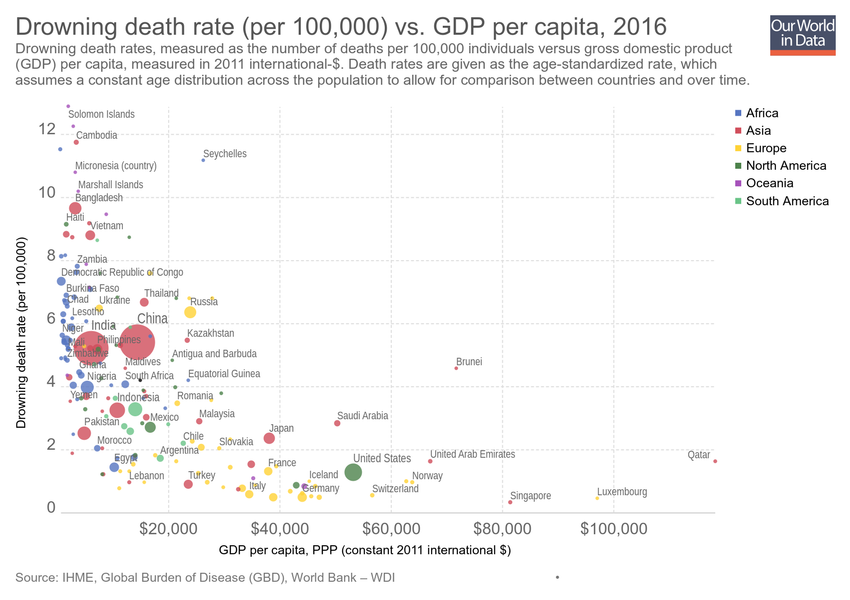 Drowning death rate (per 100,000) vs. GDP per capita, 2016
Our World
in Data
Drowning death rates, measured as the number of deaths per 100,000 individuals versus gross domestic product
(GDP) per capita, measured in 2011 international-$. Death rates are given as the age-standardized rate, which
assumes a constant age distribution across the population to allow for comparison between countries and over time.
Africa
Asia
Europe
North America
Oceania
South America
Drowning death rate (per 100,000)
12
10
8
6
4
2
0
Solomon Islands
Cambodia
Seychelles
Micronesia (country)
Marshall Islands
Bangladesh
Haiti
Vietnam
Zambia
Democratic Republic of Congo
Burkina Faso
Chad
Ukraine
Thailand
Russia
Lesotho
India
China
Niger
Mali
Philippines
Kazakhstan
Zimbabwe
Antigua and Barbuda
Ghana
Maldives
Brunei
Nigeria
South Africa
Equatorial Guinea
Yemen
Indonesia
Romania
Pakistan
Mexico
Malaysia
Saudi Arabia
Japan
Morocco
Chile
Slovakia
Egypt
Argentina
France
United States
United Arab Emirates
Qatar
Lebanon
Turkey
Iceland
Norway
Italy
Germany
Switzerland
Singapore
Luxembourg
$20,000
$40,000
$60,000
$80,000
$100,000
GDP per capita, PPP (constant 2011 international $)
Source: IHME, Global Burden of Disease (GBD), World Bank – WDI